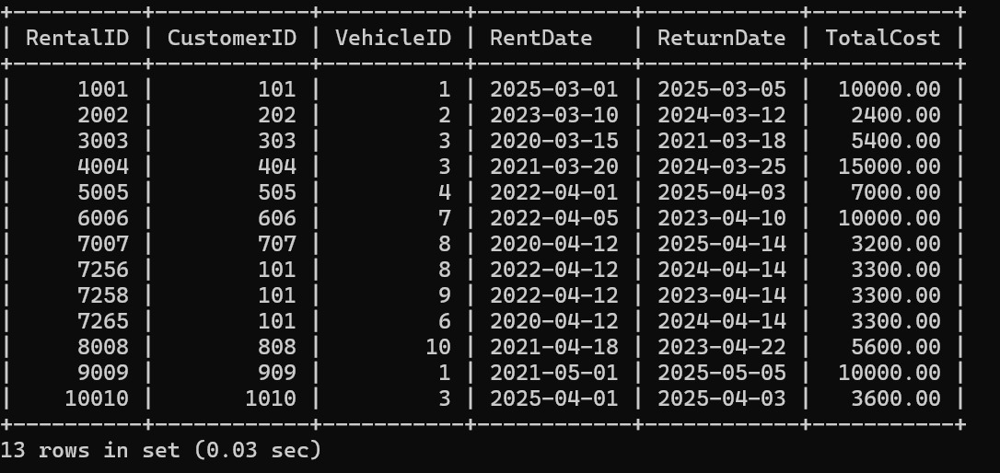 +----------+------------+-----------+------------+------------+-----------+
| RentalID | CustomerID | VehicleID | RentDate   | ReturnDate | TotalCost |
+----------+------------+-----------+------------+------------+-----------+
|     1001 |        101 |         1 | 2025-03-01 | 2025-03-05 |  10000.00 |
|     2002 |        202 |         2 | 2023-03-10 | 2024-03-12 |   2400.00 |
|     3003 |        303 |         3 | 2020-03-15 | 2021-03-18 |   5400.00 |
|     4004 |        404 |         3 | 2021-03-20 | 2024-03-25 |  15000.00 |
|     5005 |        505 |         4 | 2022-04-01 | 2025-04-03 |   7000.00 |
|     6006 |        606 |         7 | 2022-04-05 | 2023-04-10 |  10000.00 |
|     7007 |        707 |         8 | 2020-04-12 | 2025-04-14 |   3200.00 |
|     7256 |        101 |         8 | 2022-04-12 | 2024-04-14 |   3300.00 |
|     7258 |        101 |         9 | 2022-04-12 | 2023-04-14 |   3300.00 |
|     7265 |        101 |         6 | 2020-04-12 | 2024-04-14 |   3300.00 |
|     8008 |        808 |        10 | 2021-04-18 | 2023-04-22 |   5600.00 |
|     9009 |        909 |         1 | 2021-05-01 | 2025-05-05 |  10000.00 |
|    10010 |       1010 |         3 | 2025-04-01 | 2025-04-03 |   3600.00 |
+----------+------------+-----------+------------+------------+-----------+
13 rows in set (0.03 sec)